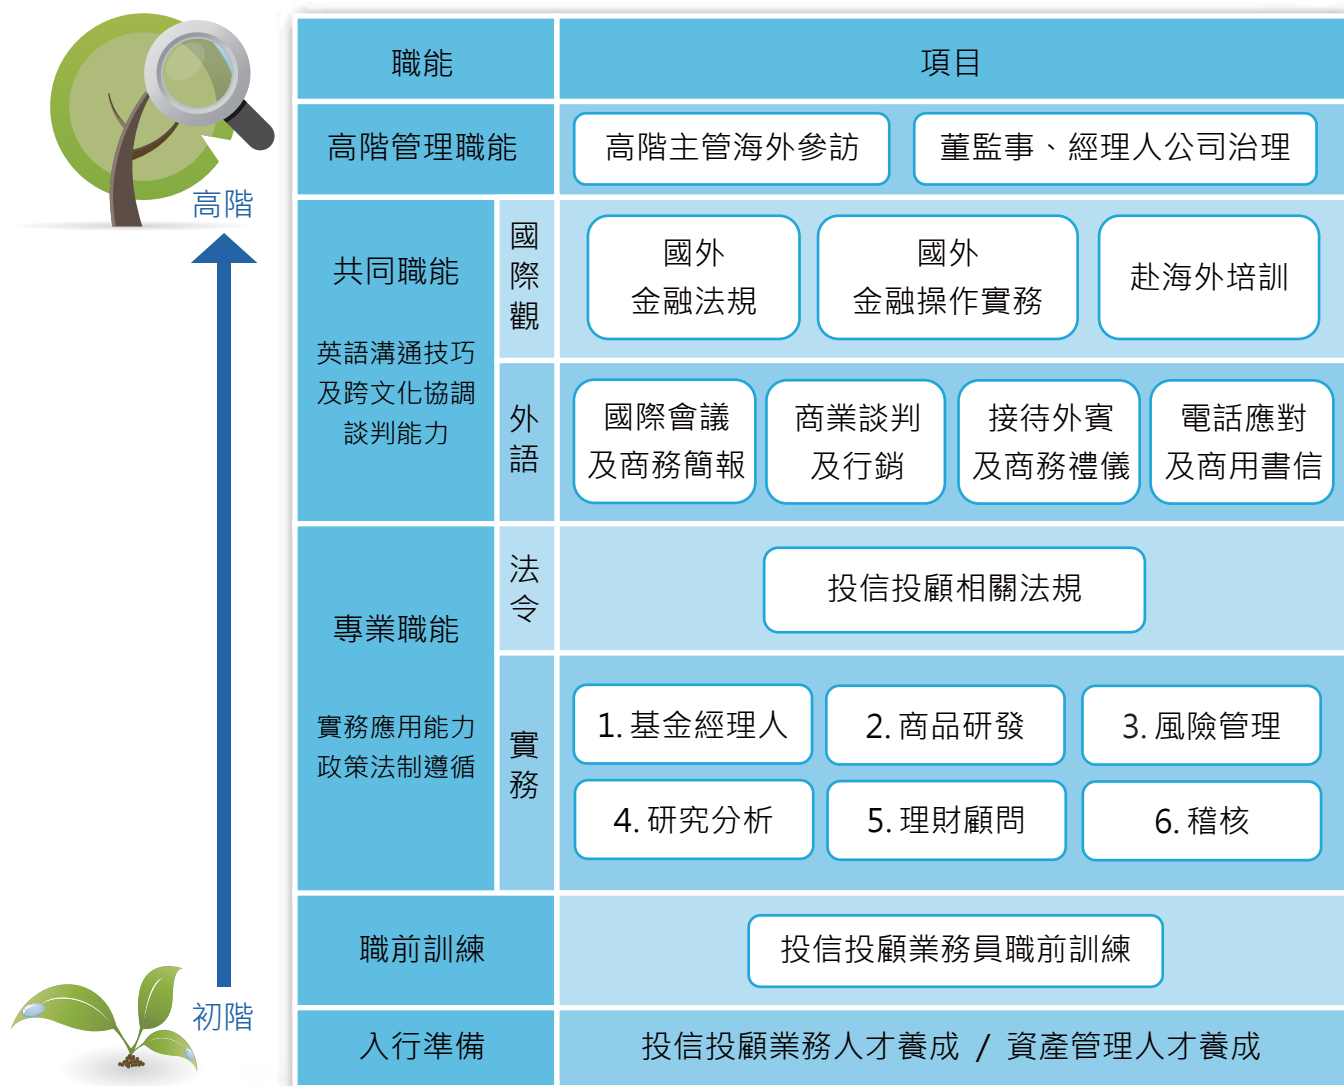 職能
項目
高階管理職能
高階主管海外參訪
董監事、經理人公司治理
高階
共同職能
英語溝通技巧
及跨文化協調
談判能力
國際觀
國外
金融法規
國外
金融操作實務
赴海外培訓
外語
國際會議
及商務簡報
商業談判
及行銷
接待外賓
及商務禮儀
電話應對
及商用書信
專業職能
實務應用能力
政策法制遵循
法令
投信投顧相關法規
實務
1. 基金經理人
2. 商品研發
3. 風險管理
4. 研究分析
5. 理財顧問
6. 稽核
職前訓練
投信投顧業務員職前訓練
初階
入行準備
投信投顧業務人才養成 / 資產管理人才養成